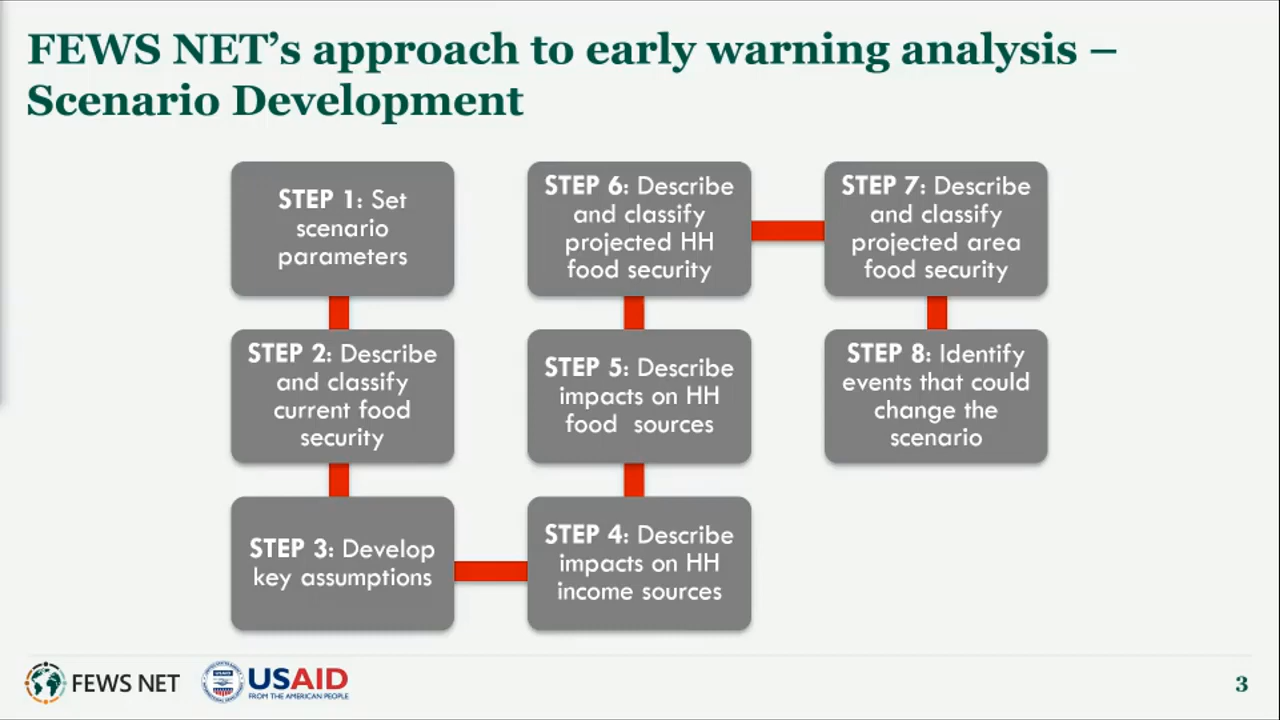 FEWS NET’s approach to early warning analysis –
Scenario Development
STEP 1: Set
scenario
parameters
STEP 2: Describe
and classify
current food
security
STEP 3: Develop
key assumptions
STEP 4: Describe
impacts on HH
income sources
STEP 5: Describe
impacts on HH
food sources
STEP 6: Describe
and classify
projected HH
food security
STEP 7: Describe
and classify
projected area
food security
STEP 8: Identify
events that could
change the
scenario
FEWS NET
USAID
FROM THE AMERICAN PEOPLE
3